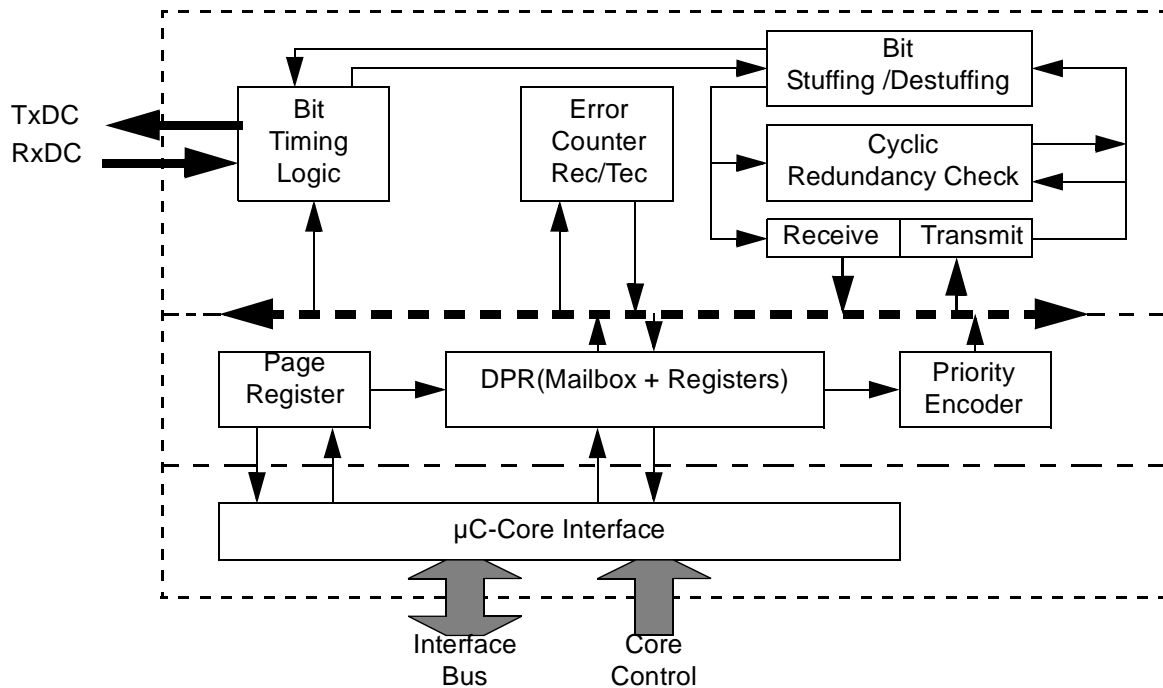 TxDC
RxDC
Bit
Timing
Logic
Error
Counter
Rec/Tec
Bit
Stuffing /Destuffing
Cyclic
Redundancy Check
Receive
Transmit
Page
Register
DPR(Mailbox + Registers)
Priority
Encoder
µC-Core Interface
Interface
Bus
Core
Control